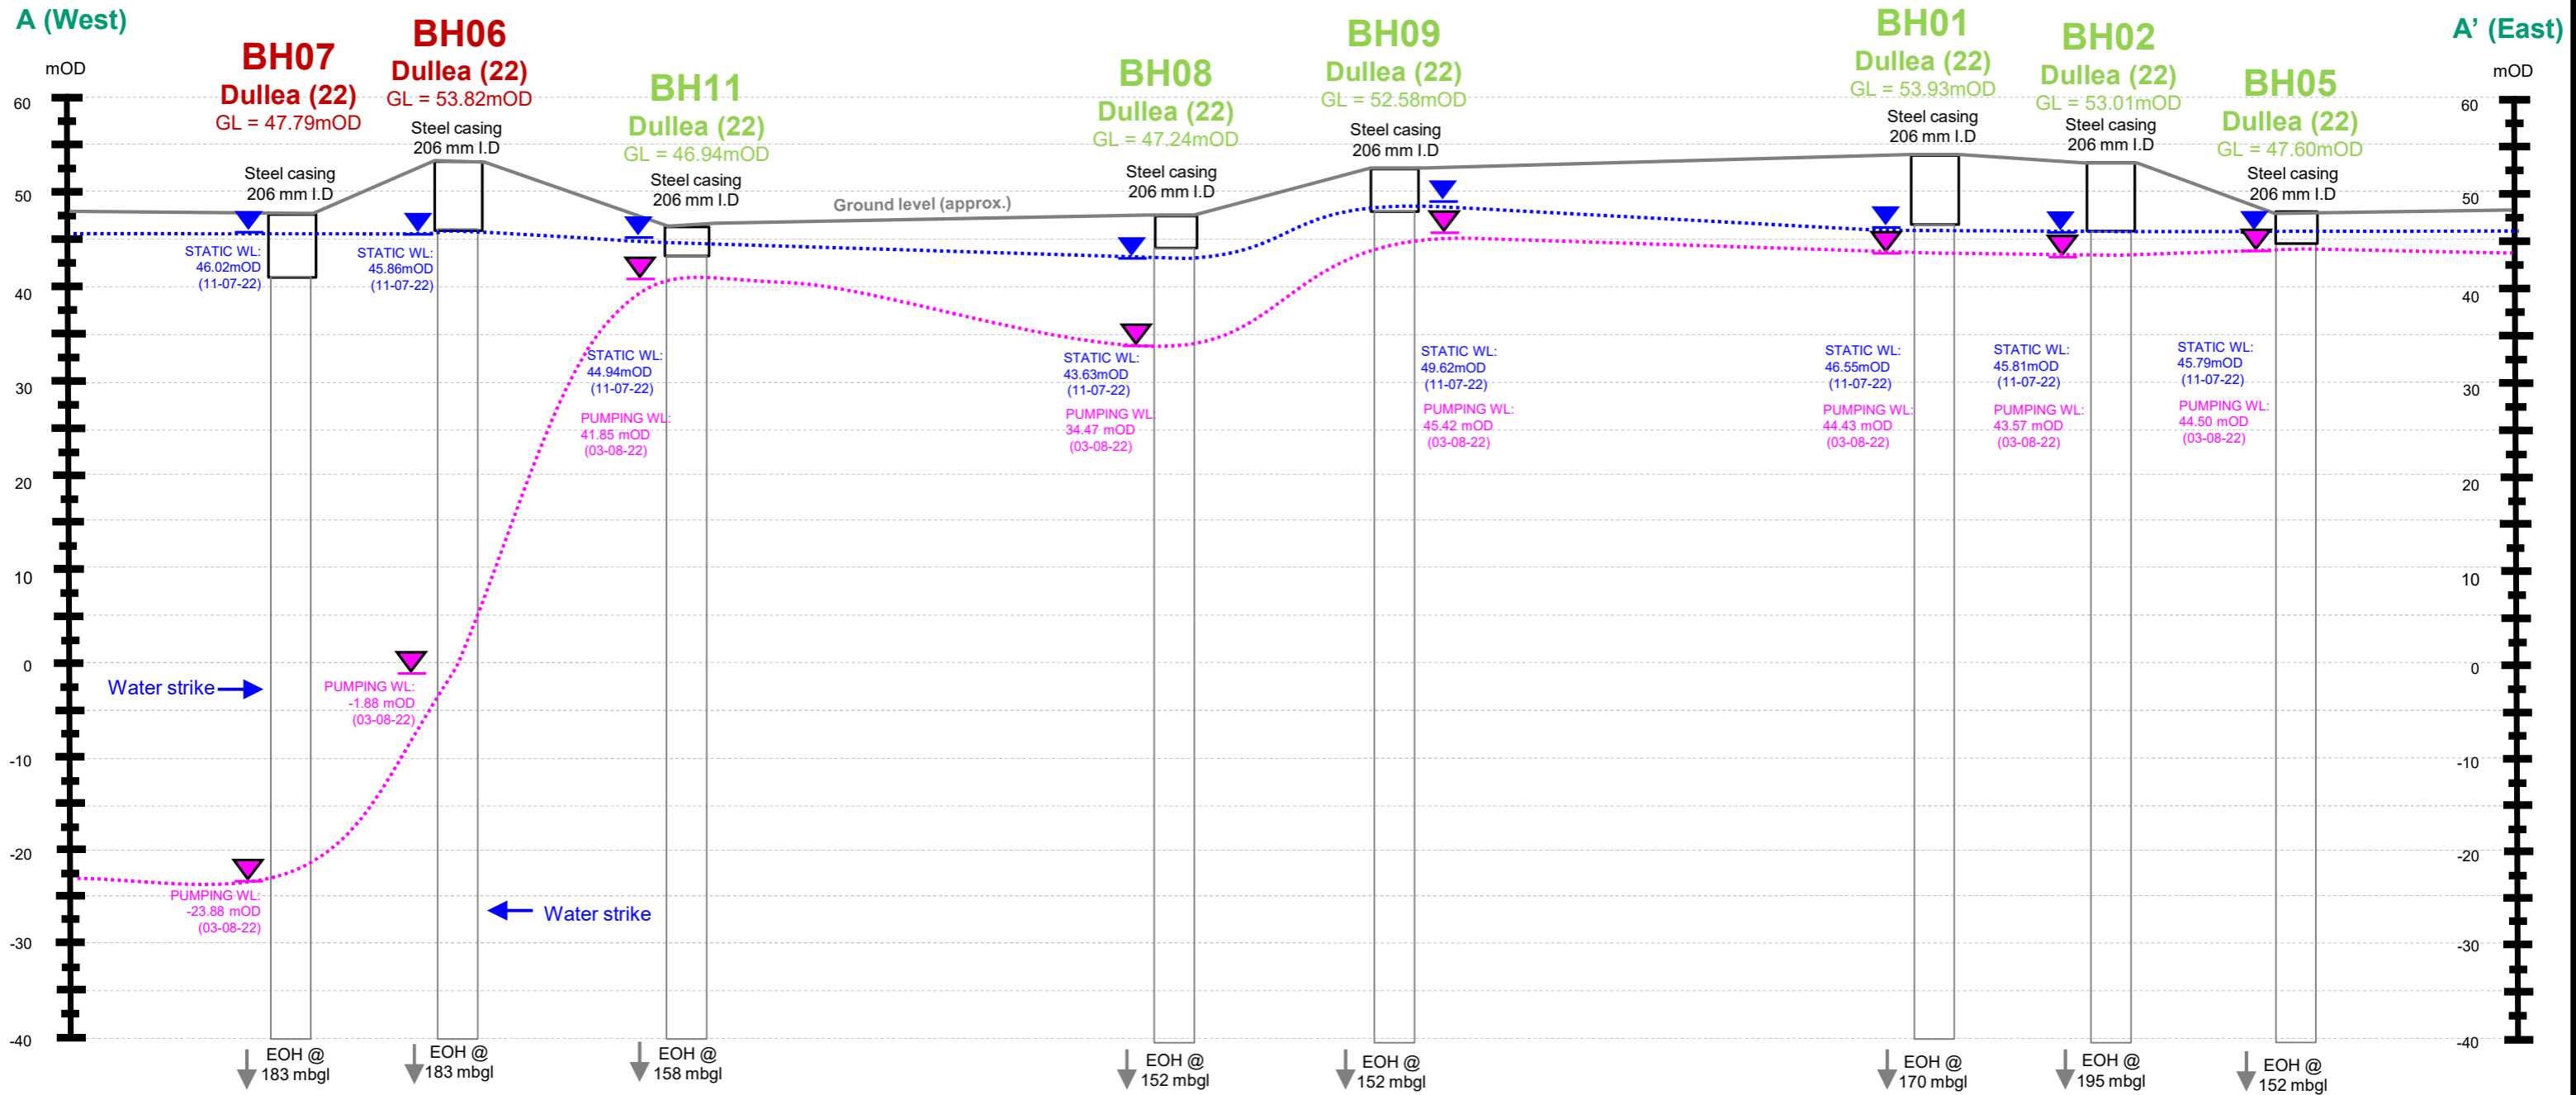 A (West)
A' (East)
BH07
Dullea (22)
GL = 47.79mOD
Steel casing
206 mm I.D
BH06
Dullea (22)
GL = 53.82mOD
Steel casing
206 mm I.D
BH11
Dullea (22)
GL = 46.94mOD
Steel casing
206 mm I.D
BH08
Dullea (22)
GL = 47.24mOD
Steel casing
206 mm I.D
BH09
Dullea (22)
GL = 52.58mOD
Steel casing
206 mm I.D
BH01
Dullea (22)
GL = 53.93mOD
Steel casing
206 mm I.D
BH02
Dullea (22)
GL = 53.01mOD
Steel casing
206 mm I.D
BH05
Dullea (22)
GL = 47.60mOD
Steel casing
206 mm I.D
mOD
60
50
40
30
20
10
0
-10
-20
-30
-40
mOD
60
50
40
30
20
10
0
-10
-20
-30
-40
Ground level (approx.)
STATIC WL:
46.02mOD
(11-07-22)
STATIC WL:
45.86mOD
(11-07-22)
STATIC WL:
44.94mOD
(11-07-22)
PUMPING WL:
41.85 mOD
(03-08-22)
STATIC WL:
43.63mOD
(11-07-22)
PUMPING WL:
34.47 mOD
(03-08-22)
STATIC WL:
49.62mOD
(11-07-22)
PUMPING WL:
45.42 mOD
(03-08-22)
STATIC WL:
46.55mOD
(11-07-22)
PUMPING WL:
44.43 mOD
(03-08-22)
STATIC WL:
45.81mOD
(11-07-22)
PUMPING WL:
43.57 mOD
(03-08-22)
STATIC WL:
45.79mOD
(11-07-22)
PUMPING WL:
44.50 mOD
(03-08-22)
Water strike
PUMPING WL:
-1.88 mOD
(03-08-22)
PUMPING WL:
-23.88 mOD
(03-08-22)
Water strike
EOH @
183 mbgl
EOH @
183 mbgl
EOH @
158 mbgl
EOH @
152 mbgl
EOH @
152 mbgl
EOH @
170 mbgl
EOH @
195 mbgl
EOH @
152 mbgl